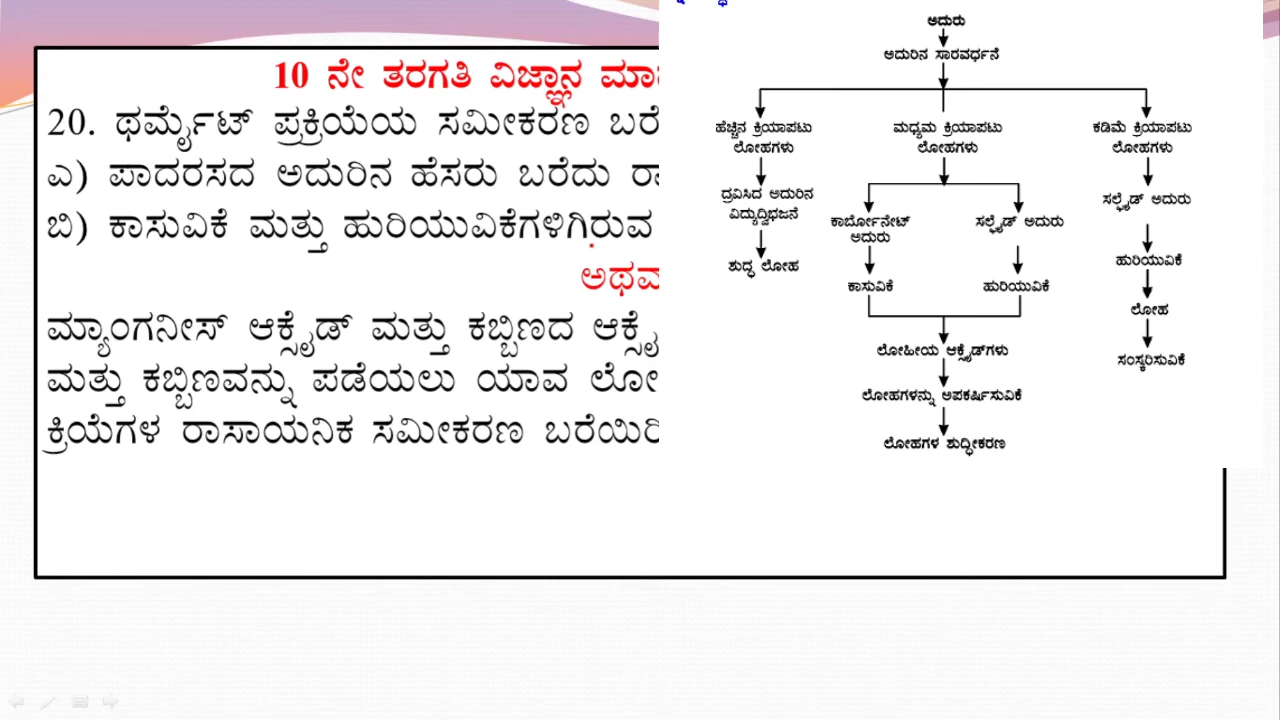 10 ನೇ ತರಗತಿ ವಿಜ್ಞಾನ
20. ಥರ್ಮೈಟ್ ಪ್ರಕ್ರಿಯೆಯ ಸಮೀಕರಣ ಬರೆ
ಎ) ಪಾದರಸದ ಅದುರಿನ ಹೆಸರು ಬರೆದು ರಾ
ಬಿ) ಕಾಸುವಿಕೆ ಮತ್ತು ಹುರಿಯುವಿಕೆಗಳಿಗಿರುವ
ಅಥವ
ಮ್ಯಾಂಗನೀಸ್ ಆಕ್ಸೈಡ್ ಮತ್ತು ಕಬ್ಬಿಣದ ಆಕ್ಸೈ
ಮತ್ತು ಕಬ್ಬಿಣವನ್ನು ಪಡೆಯಲು ಯಾವ ಲೋ
ಕ್ರಿಯೆಗಳ ರಾಸಾಯನಿಕ ಸಮೀಕರಣ ಬರೆಯಿರಿ
ಅದುರು
ಅದುರಿನ ಸಾರವರ್ಧನೆ
ಹೆಚ್ಚಿನ ಕ್ರಿಯಾಪಟು
ಲೋಹಗಳು
ದ್ರವಿಸಿದ ಅದುರಿನ
ವಿದ್ಯುದ್ವಿಭಜನೆ
ಶುದ್ಧ ಲೋಹ
ಮಧ್ಯಮ ಕ್ರಿಯಾಪಟು
ಲೋಹಗಳು
ಕಾರ್ಬೋನೇಟ್
ಅದುರು
ಕಾಸುವಿಕೆ
ಸಲ್ಫೈಡ್ ಅದುರು
ಹುರಿಯುವಿಕೆ
ಲೋಹೀಯ ಆಕ್ಸೈಡ್‌ಗಳು
ಲೋಹಗಳನ್ನು ಅಪಕರ್ಷಿಸುವಿಕೆ
ಲೋಹಗಳ ಶುದ್ಧೀಕರಣ
ಕಡಿಮೆ ಕ್ರಿಯಾಪಟು
ಲೋಹಗಳು
ಸಲ್ಫೈಡ್ ಅದುರು
ಹುರಿಯುವಿಕೆ
ಲೋಹ
ಸಂಸ್ಕರಿಸುವಿಕೆ